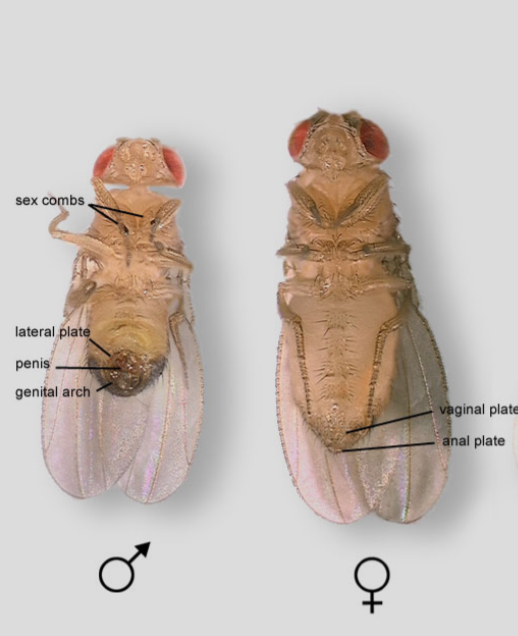 sex combs
lateral plate
penis
genital arch
vaginal plate
anal plate